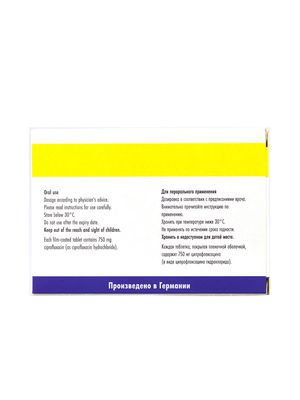 Oral use
Dosage according to physician's advice.
Please read instructions for use carefully.
Store below 30°C.
Do not use after the expiry date.
Keep out of the reach and sight of children.
Each film-coated tablet contains 750 mg
ciprofloxacin (as ciprofloxacin hydrochloride).
Для перорального применения
Дозировка в соответствии с предписаниями врача.
Внимательно прочитайте инструкцию по
применению.
Хранить при температуре ниже 30°C.
Не применять по истечении срока годности.
Хранить в недоступном для детей месте.
Каждая таблетка, покрытая пленочной оболочкой,
содержит 750 мг ципрофлоксацина
(в виде ципрофлоксацина гидрохлорида).
Произведено в Германии